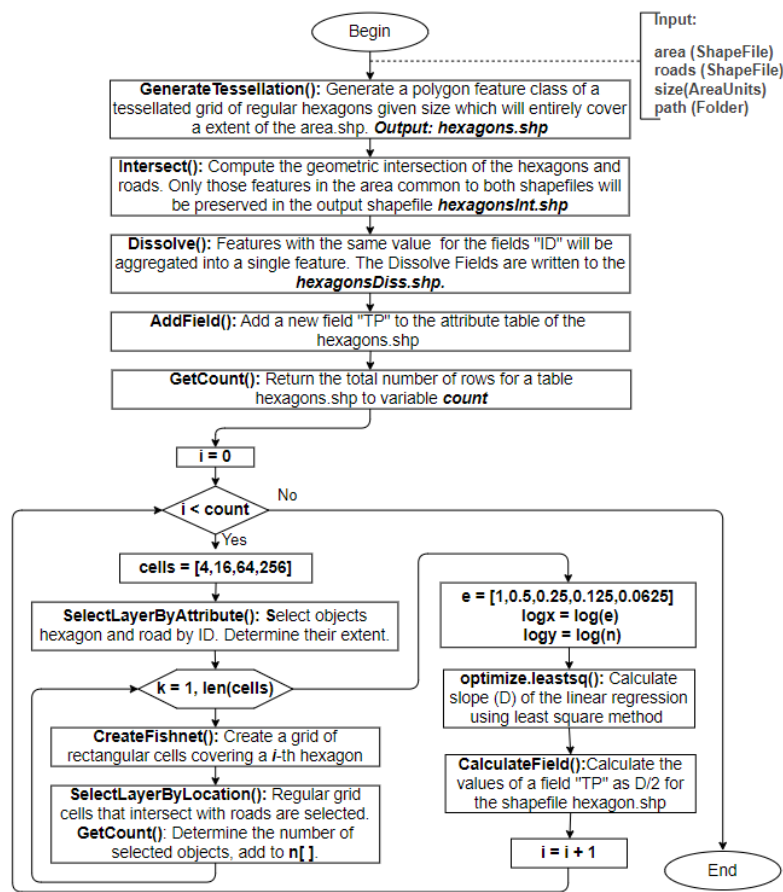 Begin
Input:
area (ShapeFile)
roads (ShapeFile)
size(AreaUnits)
path (Folder)
GenerateTessellation(): Generate a polygon feature class of a
tessellated grid of regular hexagons given size which will entirely cover
a extent of the area.shp. Output: hexagons.shp
Intersect(): Compute the geometric intersection of the hexagons and
roads. Only those features in the area common to both shapefiles will
be preserved in the output shapefile hexagonsInt.shp
Dissolve(): Features with the same value for the fields "ID" will be
aggregated into a single feature. The Dissolve Fields are written to the
hexagonsDiss.shp.
AddField(): Add a new field "TP" to the attribute table of the
hexagons.shp
GetCount(): Return the total number of rows for a table
hexagons.shp to variable count
i = 0
i < count
No
Yes
cells = [4,16,64,256]
SelectLayerByAttribute(): Select objects
hexagon and road by ID. Determine their extent.
k = 1, len(cells)
CreateFishnet(): Create a grid of
rectangular cells covering a i-th hexagon
SelectLayerByLocation(): Regular grid
cells that intersect with roads are selected.
GetCount(): Determine the number of
selected objects, add to n[ ].
e = [1,0.5,0.25,0.125,0.0625]
logx = log(e)
logy = log(n)
optimize.leastsq(): Calculate
slope (D) of the linear regression
using least square method
CalculateField():Calculate the
values of a field "TP" as D/2 for
the shapefile hexagon.shp
i = i + 1
End